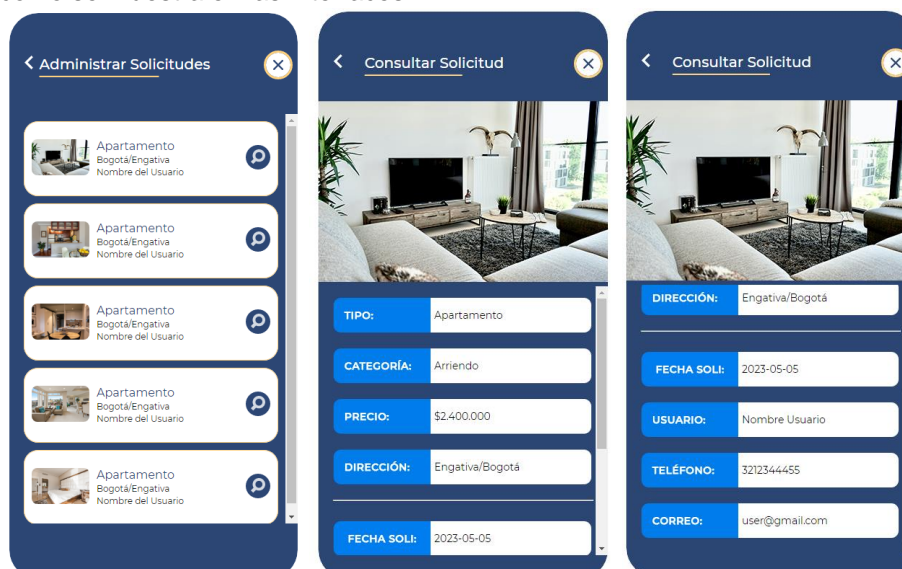 Administrar Solicitudes
Apartamento
Bogotá/Engativa
Nombre del Usuario
Apartamento
Bogotá/Engativa
Nombre del Usuario
Apartamento
Bogotá/Engativa
Nombre del Usuario
Apartamento
Bogotá/Engativa
Nombre del Usuario
Apartamento
Bogotá/Engativa
Nombre del Usuario
Consultar Solicitud
TIPO: Apartamento
CATEGORÍA: Arriendo
PRECIO: $2.400.000
DIRECCIÓN: Engativa/Bogotá
FECHA SOLI: 2023-05-05
Consultar Solicitud
DIRECCIÓN: Engativa/Bogotá
FECHA SOLI: 2023-05-05
USUARIO: Nombre Usuario
TELÉFONO: 3212344455
CORREO: user@gmail.com